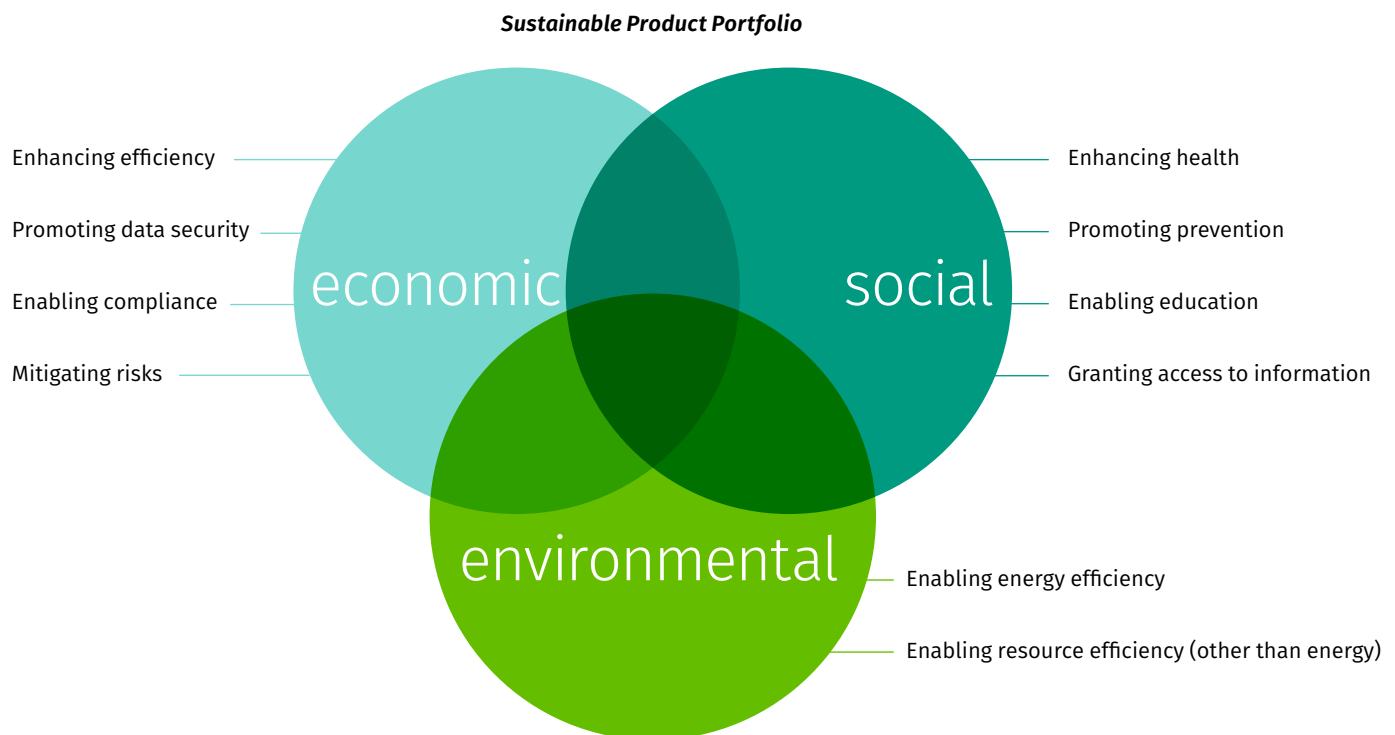 Sustainable Product Portfolio
Enhancing efficiency
Promoting data security
Enabling compliance
Mitigating risks
economic
social
Enhancing health
Promoting prevention
Enabling education
Granting access to information
environmental
Enabling energy efficiency
Enabling resource efficiency (other than energy)